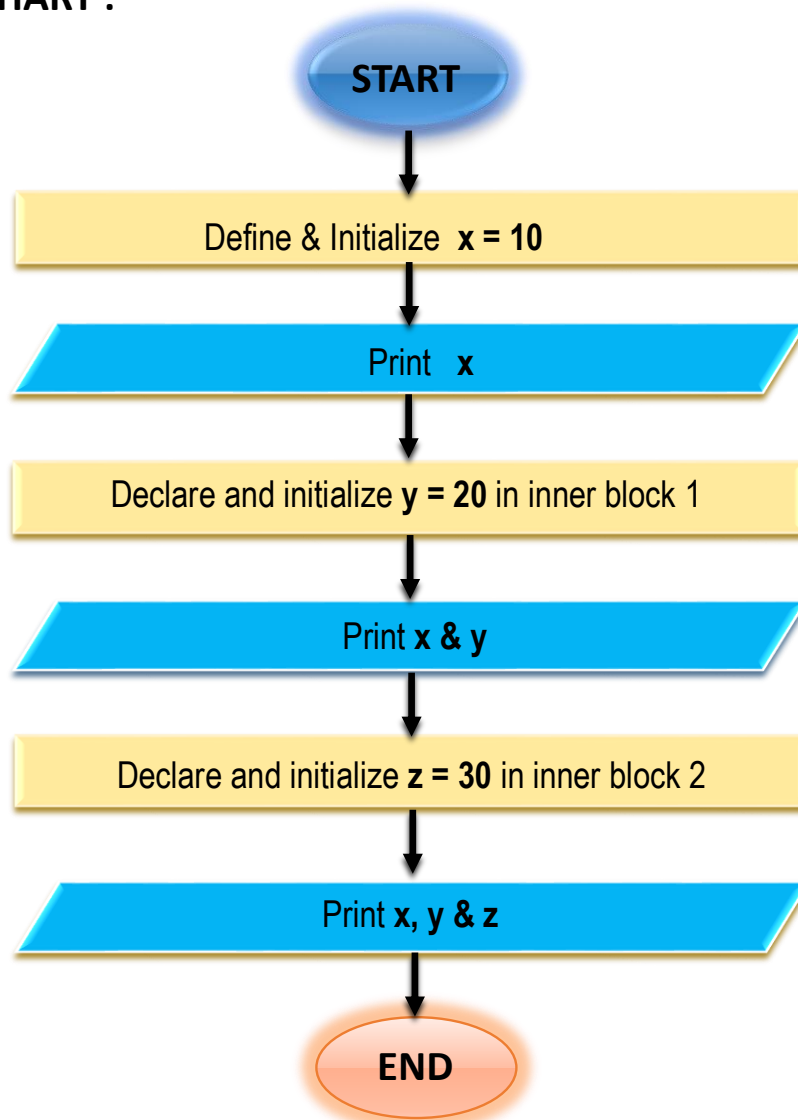 START
Define & Initialize x = 10
Print x
Declare and initialize y = 20 in inner block 1
Print x & y
Declare and initialize z = 30 in inner block 2
Print x, y & z
END